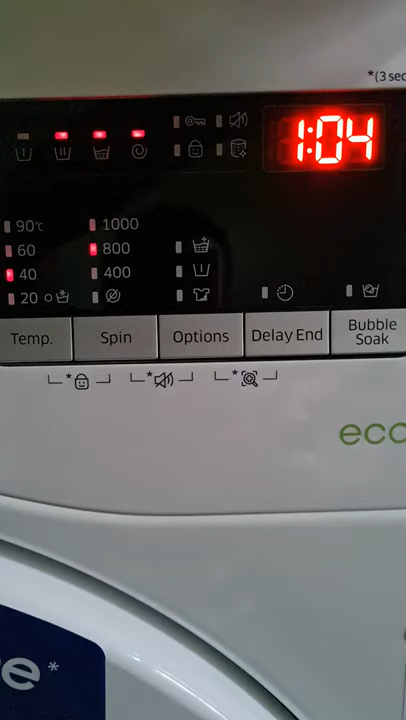 *(3 sec
1:04
90°c 1000
60 800
40 400
20
Temp. Spin Options Delay End Bubble Soak
* * *
eco
e*